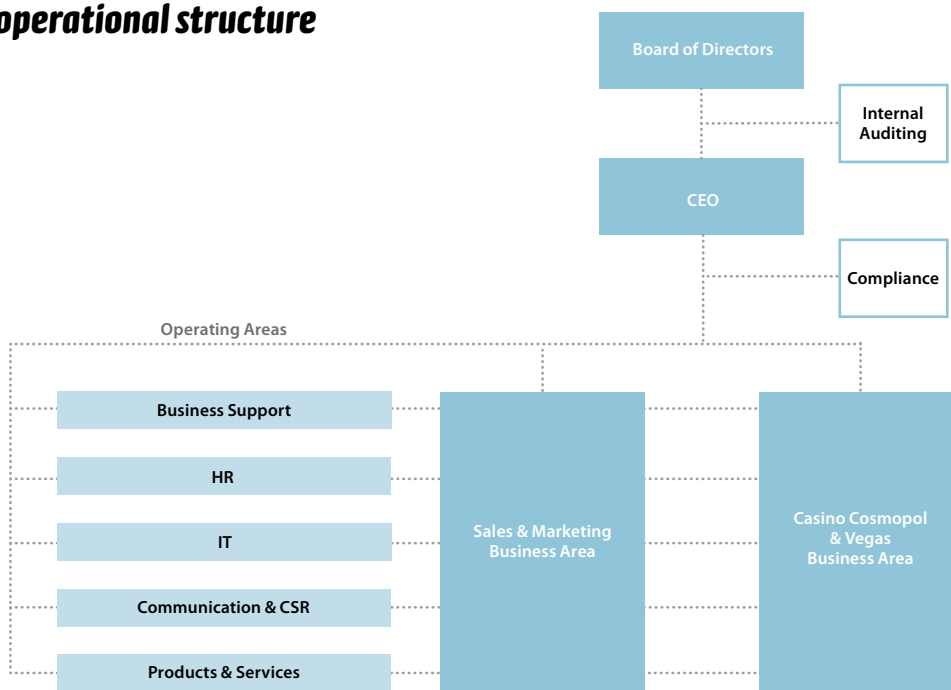 operational structure
Board of Directors
Internal
Auditing
CEO
Compliance
Operating Areas
Business Support
HR
IT
Communication & CSR
Products & Services
Sales & Marketing
Business Area
Casino Cosmopol
& Vegas
Business Area